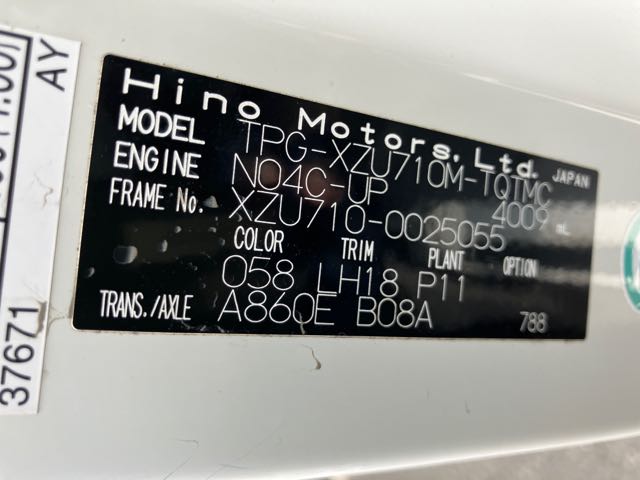 Hino Motors, Ltd. JAPAN
MODEL TPG-XZU710M-TQTMC
ENGINE N04C-UP 4009 mL
FRAME No. XZU710-0025055
COLOR TRIM PLANT OPTION
058 LH18 P11
TRANS./AXLE A860E B08A 788
37671 AY